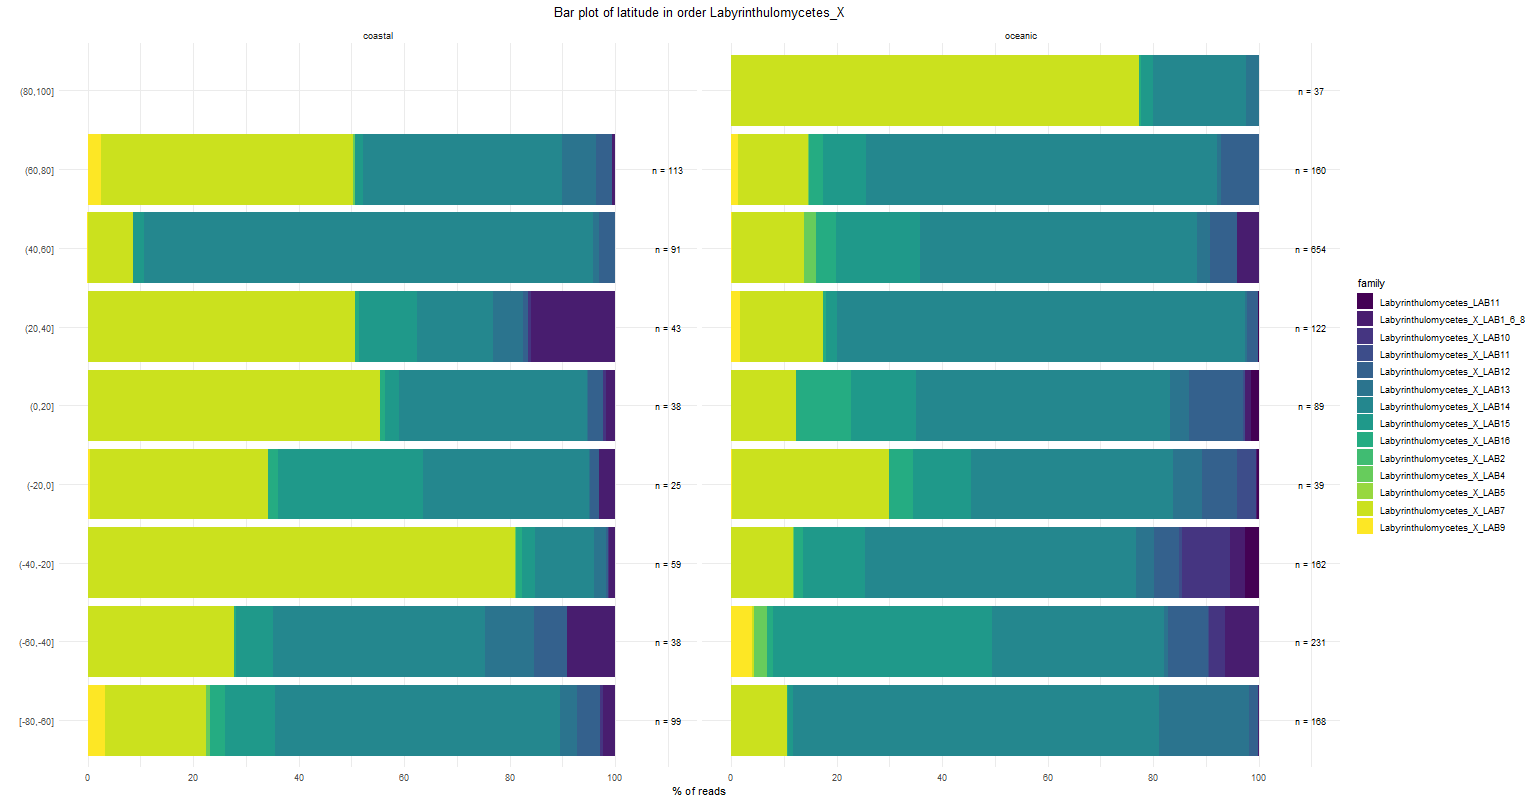 Bar plot of latitude in order Labyrinthulomycetes_X
coastal
oceanic
(80,100]
n = 37
(60,80]
n = 113
n = 160
(40,60]
n = 91
n = 654
(20,40]
n = 43
n = 122
(0,20]
n = 38
n = 89
(-20,0]
n = 25
n = 39
(-40,-20]
n = 59
n = 162
(-60,-40]
n = 38
n = 231
[-80,-60]
n = 99
n = 168
0 20 40 60 80 100
0 20 40 60 80 100
% of reads
family
Labyrinthulomycetes_LAB11
Labyrinthulomycetes_X_LAB1_6_8
Labyrinthulomycetes_X_LAB10
Labyrinthulomycetes_X_LAB11
Labyrinthulomycetes_X_LAB12
Labyrinthulomycetes_X_LAB13
Labyrinthulomycetes_X_LAB14
Labyrinthulomycetes_X_LAB15
Labyrinthulomycetes_X_LAB16
Labyrinthulomycetes_X_LAB2
Labyrinthulomycetes_X_LAB4
Labyrinthulomycetes_X_LAB5
Labyrinthulomycetes_X_LAB7
Labyrinthulomycetes_X_LAB9